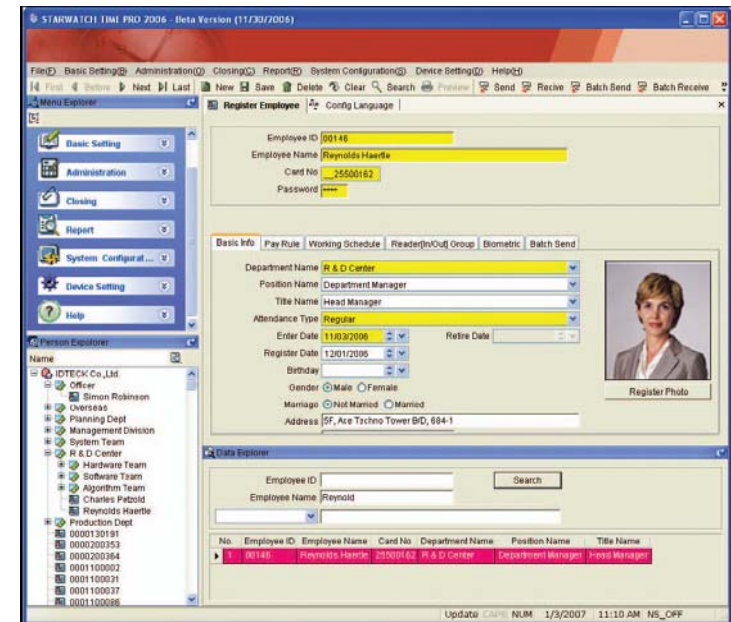 STARWATCH TIME PRO 2006 - Beta Version (11/30/2006)
File(F) Basic Setting(B) Administration(O) Closing(C) Report(R) System Configuration(S) Device Setting(D) Help(H)
First Before Next Last New Save Delete Clear Search Preview Send Recive Batch Send Batch Receive
Menu Explorer
Register Employee Config Language
Employee ID 00146
Employee Name Reynolds Haertle
Card No __25500162
Password ****
Basic Setting
Administration
Closing
Report
System Configurat...
Device Setting
Help
Basic Info Pay Rule Working Schedule Reader[In/Out] Group Biometric Batch Send
Department Name R & D Center
Position Name Department Manager
Title Name Head Manager
Attendance Type Regular
Enter Date 11/03/2006 Retire Date
Register Date 12/01/2006
Birthday
Gender Male Female
Marriage Not Married Married
Address 5F, Ace Techno Tower B/D, 684-1
Register Photo
Person Expolorer
Name
IDTECK Co.,Ltd.
Officer
Simon Robinson
Overseas
Planning Dept
Management Division
System Team
R & D Center
Hardware Team
Software Team
Algorithm Team
Charles Petzold
Reynolds Haertle
Production Dept
0000130191
0000200353
0000200364
0001100002
0001100031
0001100037
0001100086
Data Explorer
Employee ID Search
Employee Name Reynold
No. Employee ID Employee Name Card No Department Name Position Name Title Name
1 00146 Reynolds Haertle 25500162 R & D Center Department Manager Head Manager
Update CAPS NUM 1/3/2007 11:10 AM NS_OFF